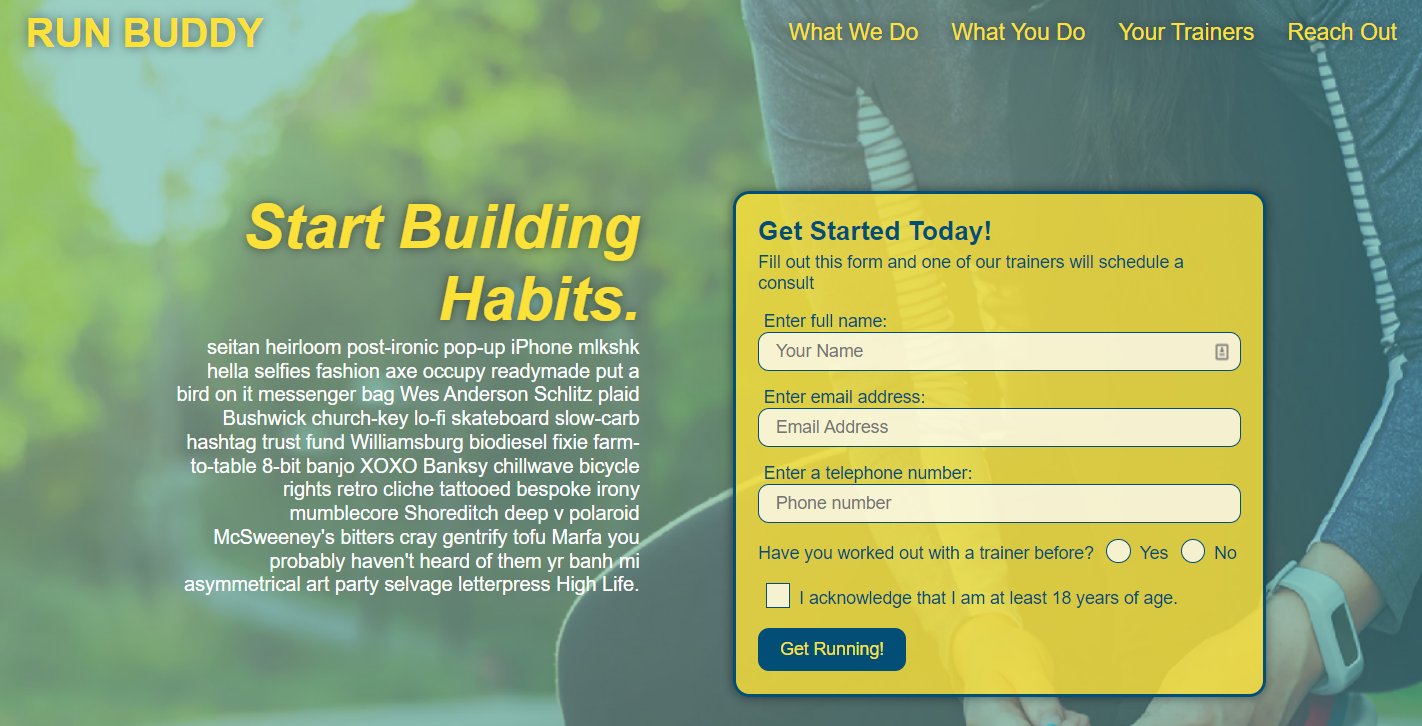 RUN BUDDY
What We Do
What You Do
Your Trainers
Reach Out
Start Building
Habits.
seitan heirloom post-ironic pop-up iPhone mlkshk
hella selfies fashion axe occupy readymade put a
bird on it messenger bag Wes Anderson Schlitz plaid
Bushwick church-key lo-fi skateboard slow-carb
hashtag trust fund Williamsburg biodiesel fixie farm-
to-table 8-bit banjo XOXO Banksy chillwave bicycle
rights retro cliche tattooed bespoke irony
mumblecore Shoreditch deep v polaroid
McSweeney's bitters cray gentrify tofu Marfa you
probably haven't heard of them yr banh mi
asymmetrical art party selvage letterpress High Life.
Get Started Today!
Fill out this form and one of our trainers will schedule a
consult
Enter full name:
Your Name
Enter email address:
Email Address
Enter a telephone number:
Phone number
Have you worked out with a trainer before? Yes No
I acknowledge that I am at least 18 years of age.
Get Running!